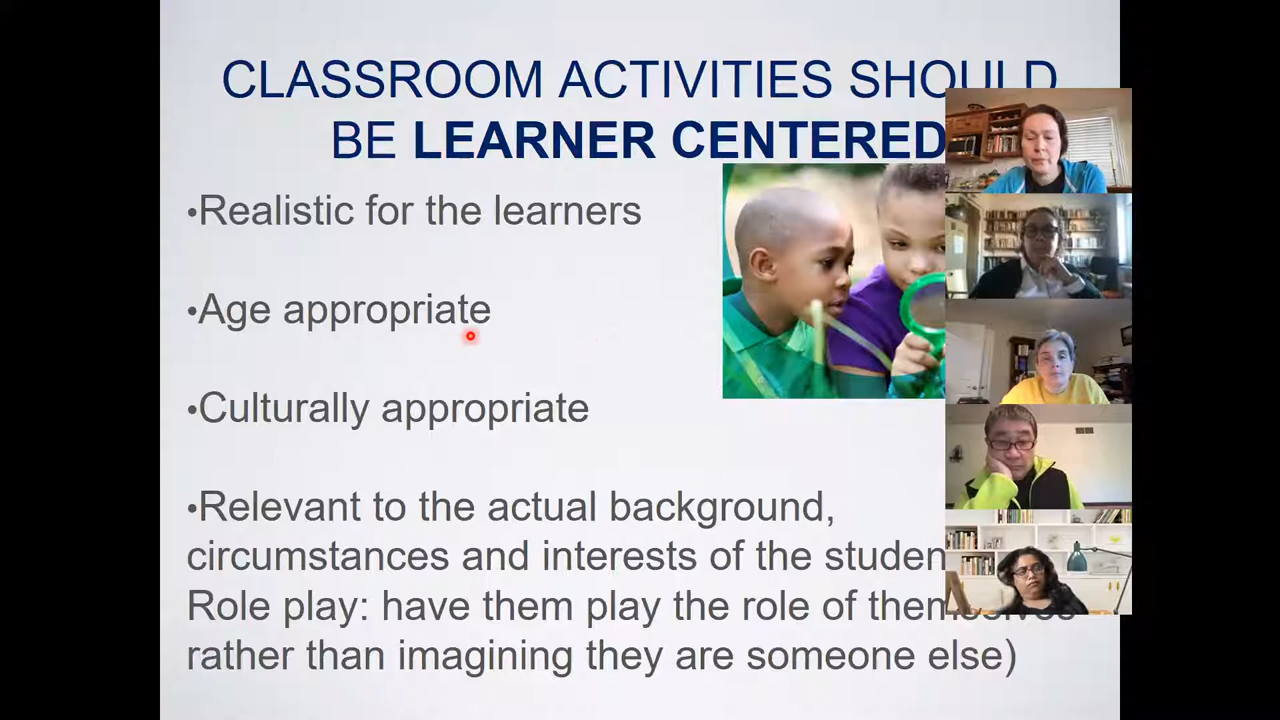 CLASSROOM ACTIVITIES SHOULD
BE LEARNER CENTERED
•Realistic for the learners
•Age appropriate
•Culturally appropriate
•Relevant to the actual background,
circumstances and interests of the studen
Role play: have them play the role of themselves
rather than imagining they are someone else)